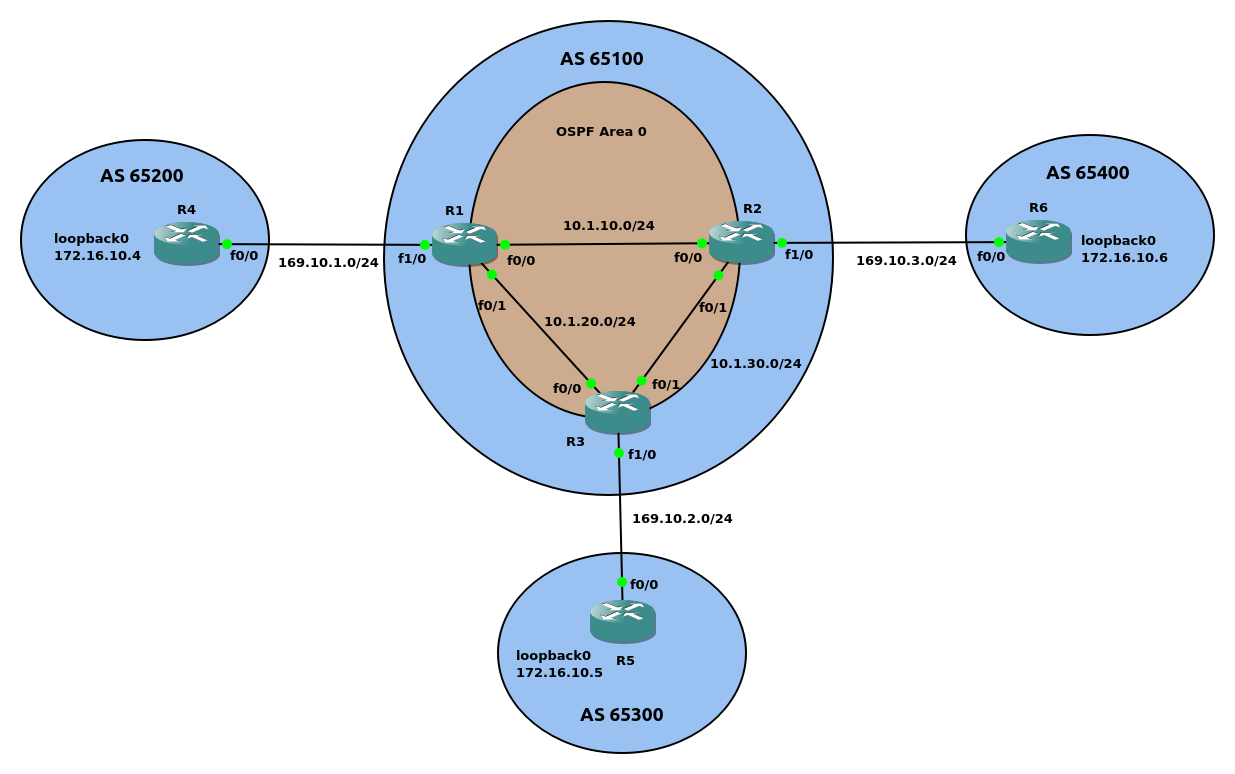 AS 65100
OSPF Area 0
AS 65200
R4
loopback0
172.16.10.4
f0/0
169.10.1.0/24
R1
f1/0
f0/0
f0/1
10.1.10.0/24
R2
f0/0
f1/0
f0/1
169.10.3.0/24
AS 65400
R6
f0/0
loopback0
172.16.10.6
10.1.20.0/24
10.1.30.0/24
f0/0
f0/1
R3
f1/0
169.10.2.0/24
f0/0
loopback0
172.16.10.5
R5
AS 65300